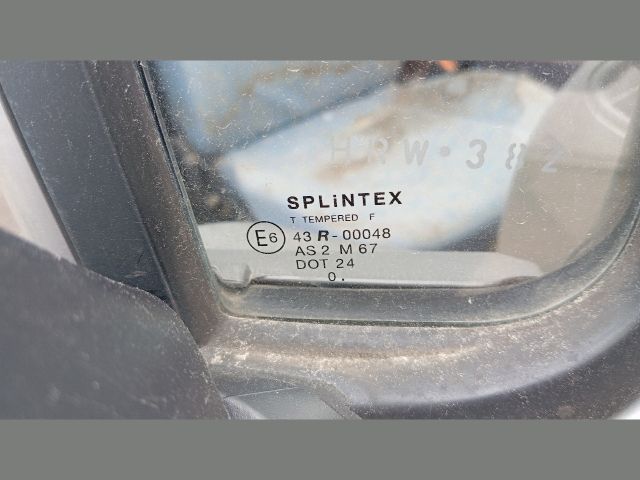 HRW•382
SPLiNTEX
T TEMPERED F
E6 43 R-00048
AS 2 M 67
DOT 24
0.